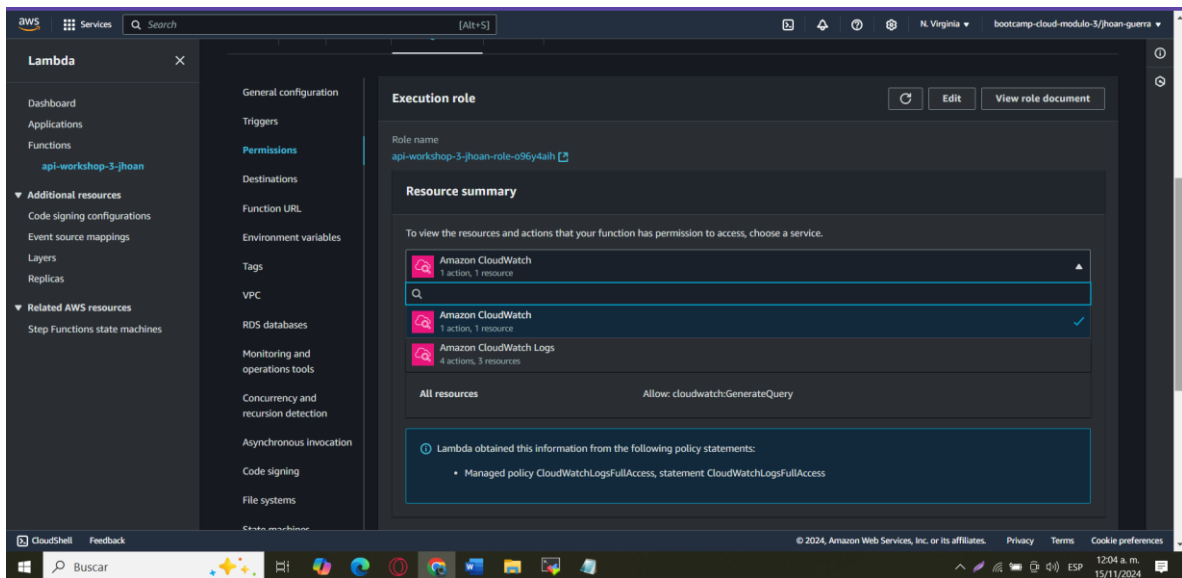 aws
Services
Search
[Alt+S]
N. Virginia
bootcamp-cloud-modulo-3/jhoan-guerra
Lambda
Dashboard
Applications
Functions
api-workshop-3-jhoan
Additional resources
Code signing configurations
Event source mappings
Layers
Replicas
Related AWS resources
Step Functions state machines
General configuration
Triggers
Permissions
Destinations
Function URL
Environment variables
Tags
VPC
RDS databases
Monitoring and
operations tools
Concurrency and
recursion detection
Asynchronous invocation
Code signing
File systems
State machines
Execution role
Edit
View role document
Role name
api-workshop-3-jhoan-role-o96y4aih
Resource summary
To view the resources and actions that your function has permission to access, choose a service.
Amazon CloudWatch
1 action, 1 resource
Amazon CloudWatch
1 action, 1 resource
Amazon CloudWatch Logs
4 actions, 3 resources
All resources
Allow: cloudwatch:GenerateQuery
Lambda obtained this information from the following policy statements:
• Managed policy CloudWatchLogsFullAccess, statement CloudWatchLogsFullAccess
CloudShell
Feedback
© 2024, Amazon Web Services, Inc. or its affiliates.
Privacy
Terms
Cookie preferences
Buscar
ESP
12:04 a. m.
15/11/2024